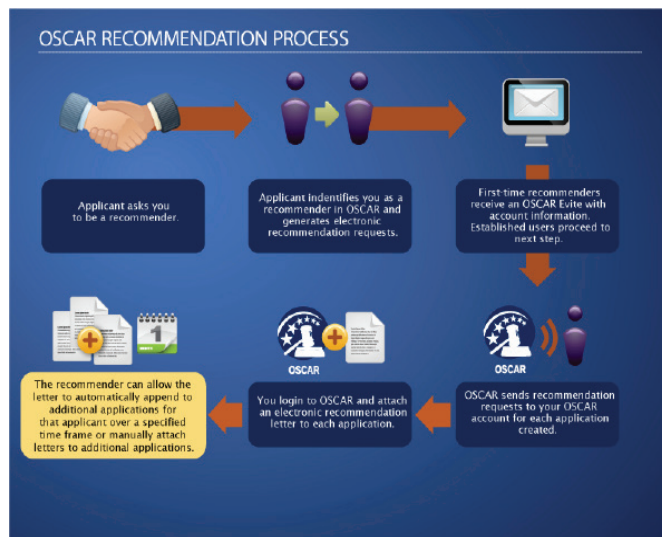 OSCAR RECOMMENDATION PROCESS
Applicant asks you
to be a recommender.
Applicant indentifies you as a
recommender in OSCAR and
generates electronic
recommendation requests.
First-time recommenders
receive an OSCAR Evite with
account information.
Established users proceed to
next step.
OSCAR
OSCAR sends recommendation
requests to your OSCAR
account for each application
created.
OSCAR
You login to OSCAR and attach
an electronic recommendation
letter to each application.
1
The recommender can allow the
letter to automatically append to
additional applications for
that applicant over a specified
time frame or manually attach
letters to additional applications.